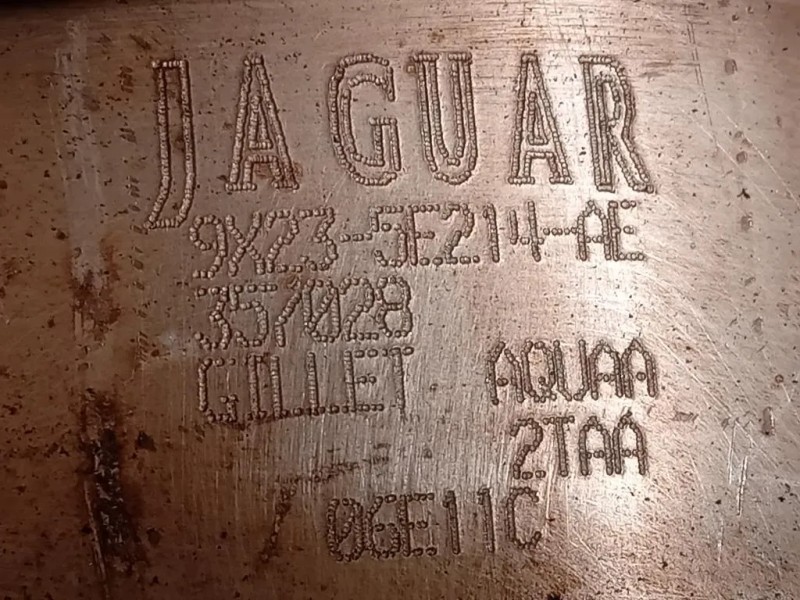 JAGUAR
9X23-5E214-AE
357028
GILLET AQUAA
2TAA
/ 06E11C